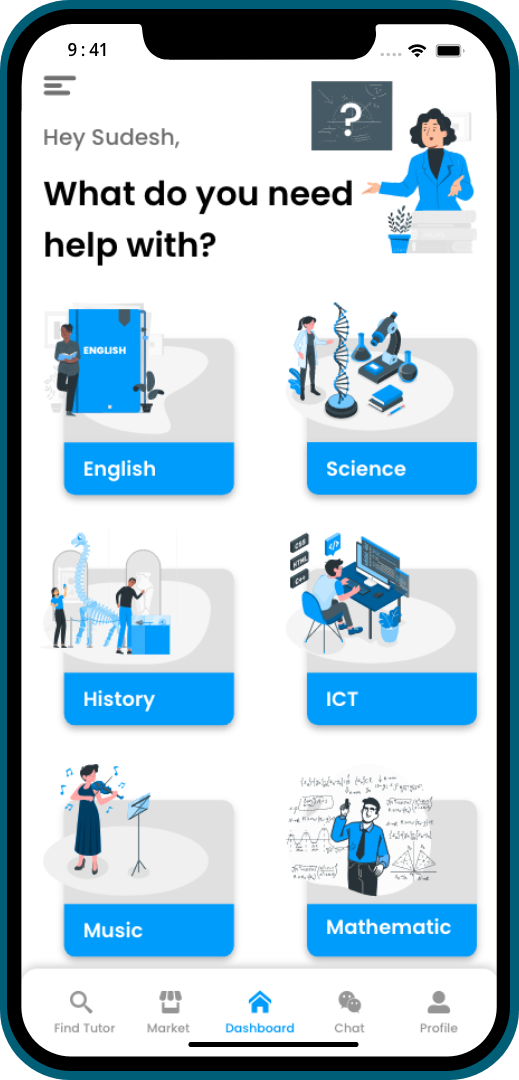 9:41
Hey Sudesh,
?
What do you need
help with?
ENGLISH
English
Science
CSS
HTML
C++
</>
History
ICT
Music
Mathematic
Find Tutor
Market
Dashboard
Chat
Profile